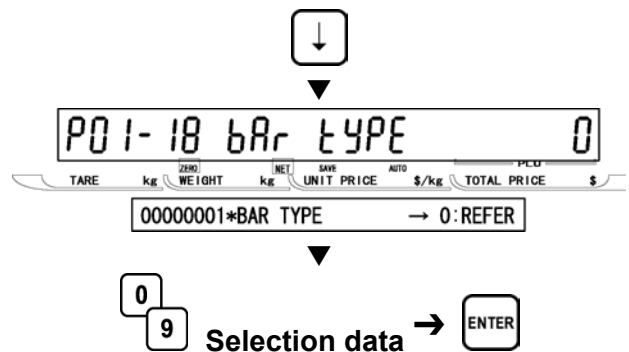 ↓
▼
P01-18 bAr tYPE 0
ZERO NET SAVE AUTO PLU
TARE kg WEIGHT kg UNIT PRICE $/kg TOTAL PRICE $
00000001*BAR TYPE → 0:REFER
▼
0
9 Selection data ➔ ENTER